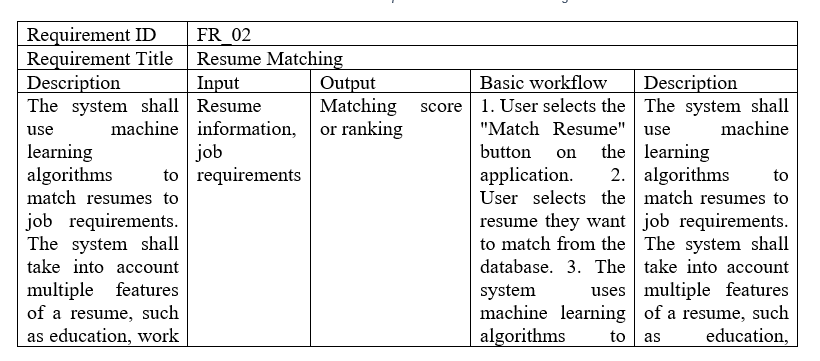 Requirement ID FR_02
Requirement Title Resume Matching
Description Input Output Basic workflow Description
The system shall
use machine
learning
algorithms to
match resumes to
job requirements.
The system shall
take into account
multiple features
of a resume, such
as education, work
Resume
information,
job
requirements
Matching score
or ranking
1. User selects the
"Match Resume"
button on the
application. 2.
User selects the
resume they want
to match from the
database. 3. The
system uses
machine learning
algorithms to
The system shall
use machine
learning
algorithms to
match resumes to
job requirements.
The system shall
take into account
multiple features
of a resume, such
as education,